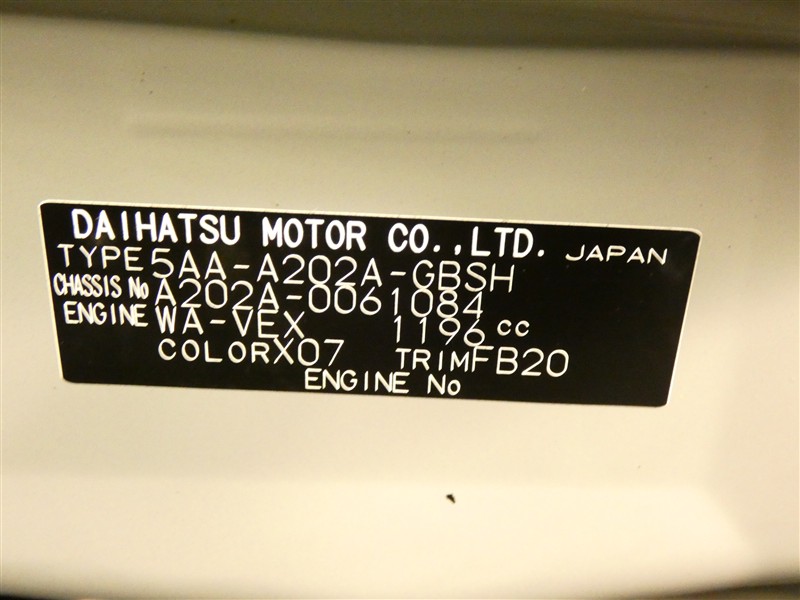 DAIHATSU MOTOR CO.,LTD. JAPAN
TYPE 5AA-A202A-GBSH
CHASSIS No A202A-0061084
ENGINE WA-VEX 1196 cc
COLOR X07 TRIM FB20
ENGINE No